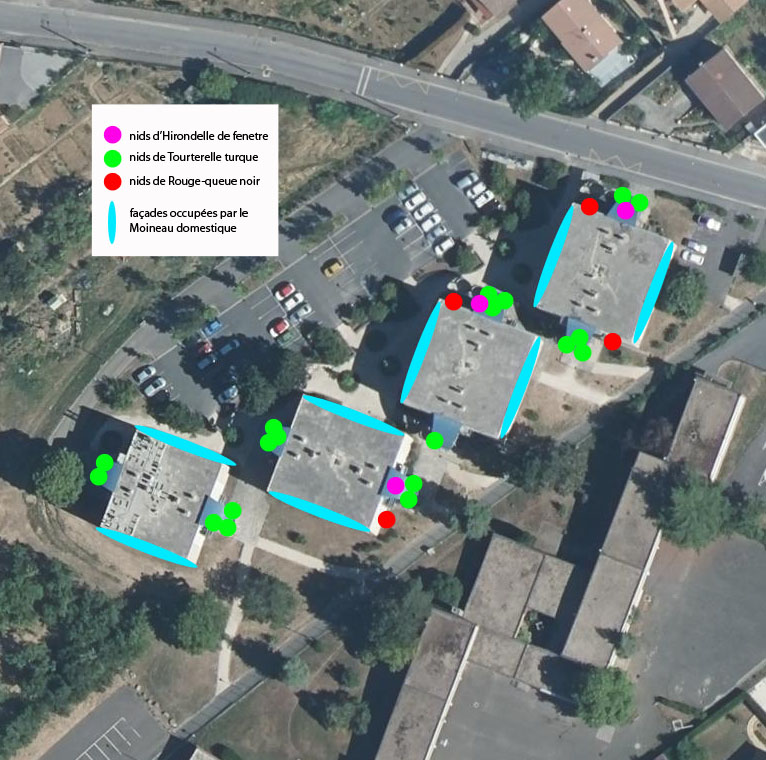 nids d'Hirondelle de fenetre
nids de Tourterelle turque
nids de Rouge-queue noir
façades occupées par le
Moineau domestique